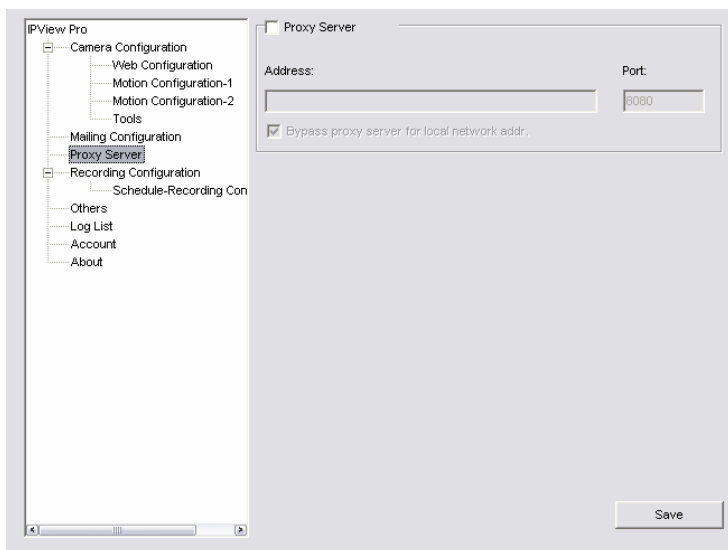 IPView Pro
Camera Configuration
Web Configuration
Motion Configuration-1
Motion Configuration-2
Tools
Mailing Configuration
Proxy Server
Recording Configuration
Schedule-Recording Con
Others
Log List
Account
About
Proxy Server
Address:
Port:
8080
Bypass proxy server for local network addr.
Save